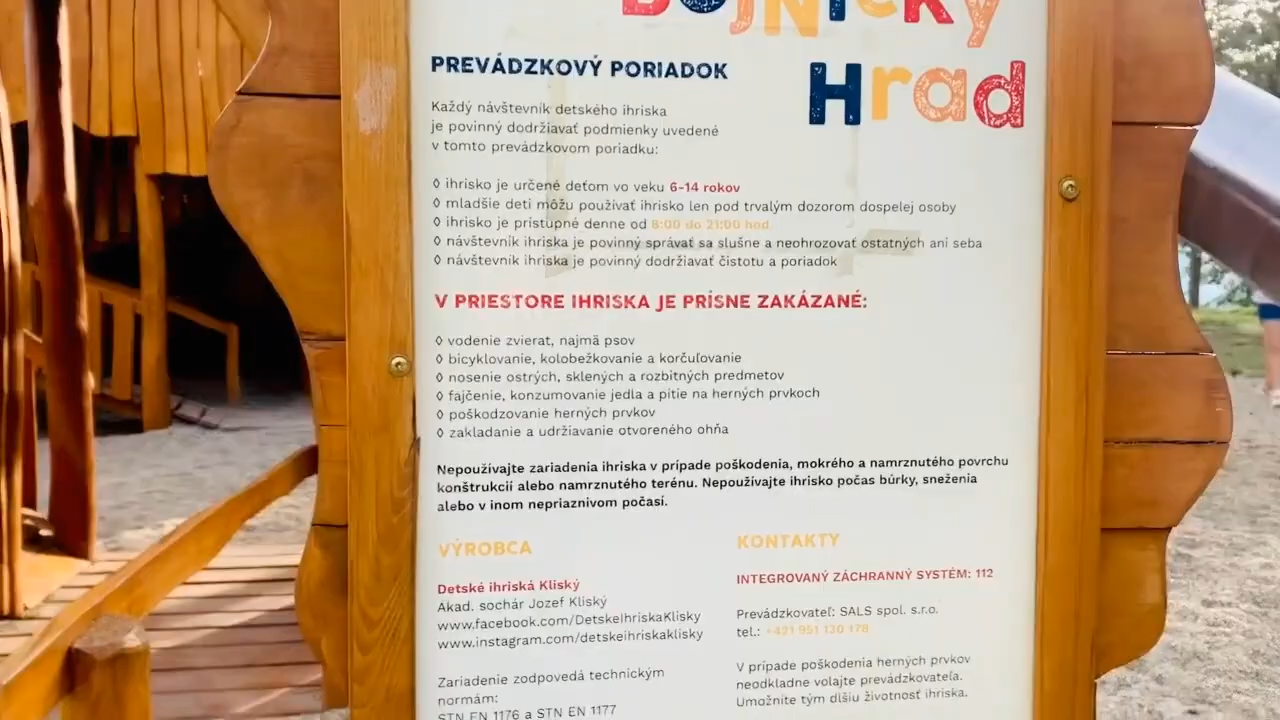 Bojnický
Hrad
PREVÁDZKOVÝ PORIADOK
Každý návštevník detského ihriska
je povinný dodržiavať podmienky uvedené
v tomto prevádzkovom poriadku:
◊ ihrisko je určené deťom vo veku 6-14 rokov
◊ mladšie deti môžu používať ihrisko len pod trvalým dozorom dospelej osoby
◊ ihrisko je prístupné denne od 8:00 do 21:00 hod
◊ návštevník ihriska je povinný správať sa slušne a neohrozovať ostatných ani seba
◊ návštevník ihriska je povinný dodržiavať čistotu a poriadok
V PRIESTORE IHRISKA JE PRÍSNE ZAKÁZANÉ:
◊ vodenie zvierat, najmä psov
◊ bicyklovanie, kolobežkovanie a korčuľovanie
◊ nosenie ostrých, sklených a rozbitných predmetov
◊ fajčenie, konzumovanie jedla a pitie na herných prvkoch
◊ poškodzovanie herných prvkov
◊ zakladanie a udržiavanie otvoreného ohňa
Nepoužívajte zariadenia ihriska v prípade poškodenia, mokrého a namrznutého povrchu
konštrukcií alebo namrznutého terénu. Nepoužívajte ihrisko počas búrky, sneženia
alebo v inom nepriaznivom počasí.
VÝROBCA
Detské ihriská Kliský
Akad. sochár Jozef Kliský
www.facebook.com/DetskeIhriskaKlisky
www.instagram.com/detskeihriskaklisky
Zariadenie zodpovedá technickým
normám:
STN EN 1176 a STN EN 1177
KONTAKTY
INTEGROVANÝ ZÁCHRANNÝ SYSTÉM: 112
Prevádzkovateľ: SALS spol. s.r.o.
tel.: +421 951 130 178
V prípade poškodenia herných prvkov
neodkladne volajte prevádzkovateľa.
Umožníte tým dlšiu životnosť ihriska.